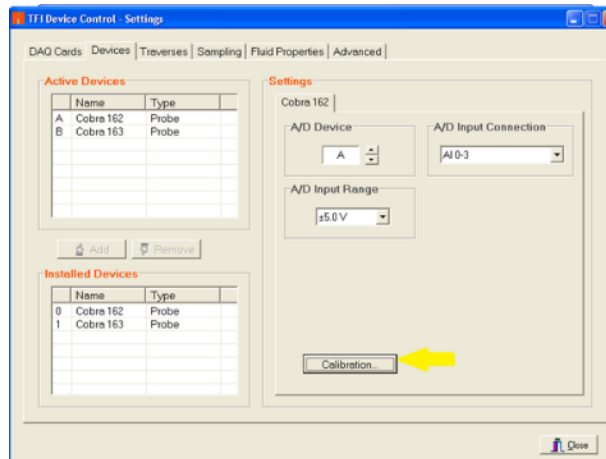 TFI Device Control - Settings
DAQ Cards Devices Traverses Sampling Fluid Properties Advanced
Active Devices
Name Type
A Cobra 162 Probe
B Cobra 163 Probe
Add Remove
Installed Devices
Name Type
0 Cobra 162 Probe
1 Cobra 163 Probe
Settings
Cobra 162
A/D Device
A
A/D Input Connection
AI 0-3
A/D Input Range
±5.0 V
Calibration...
Close